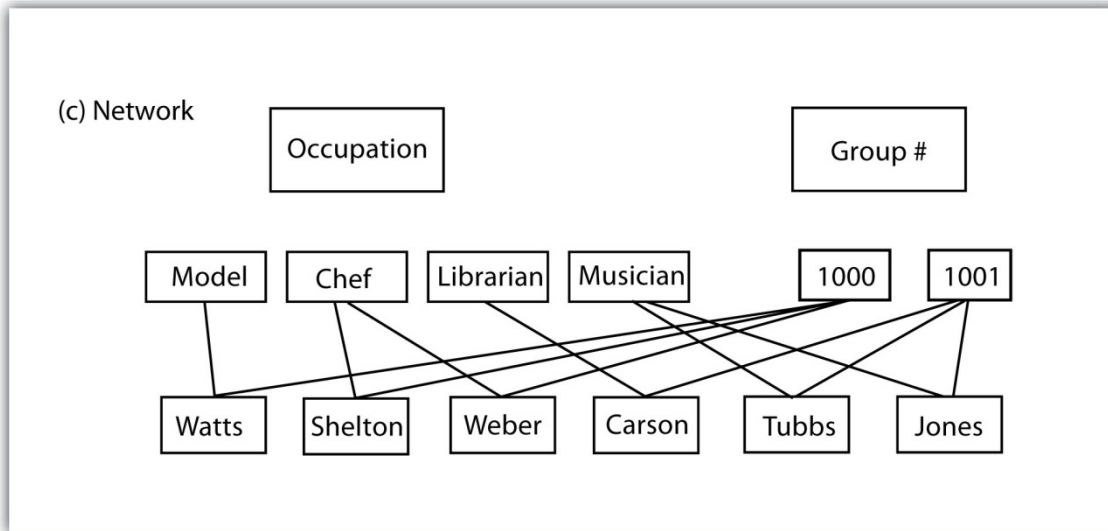 (c) Network
Occupation
Group #
Model
Chef
Librarian
Musician
1000
1001
Watts
Shelton
Weber
Carson
Tubbs
Jones